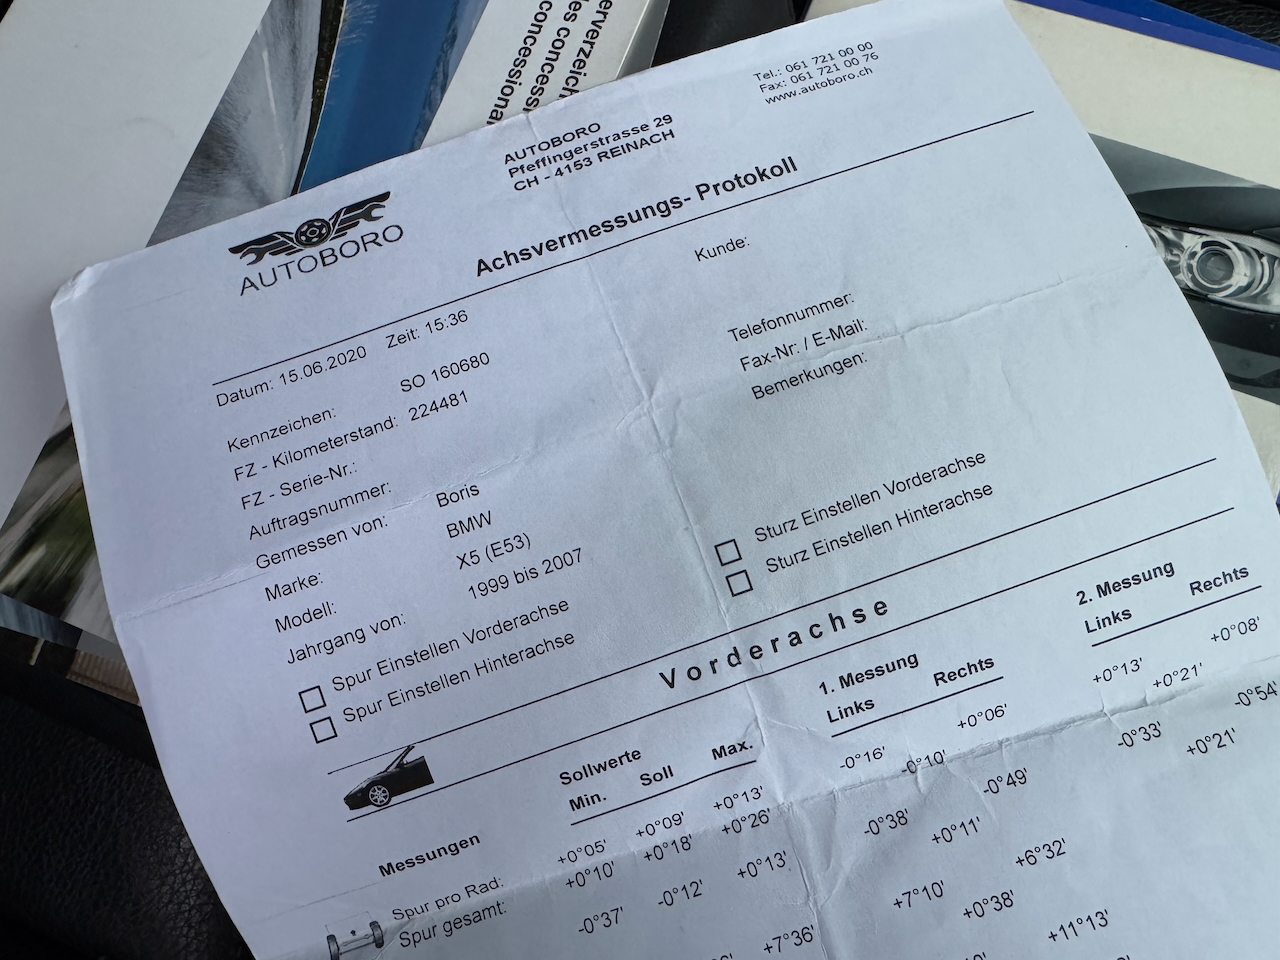 erverzeich
es concessi
concessionai
Tel.: 061 721 00 00
Fax: 061 721 00 76
www.autoboro.ch
AUTOBORO
Pfeffingerstrasse 29
CH - 4153 REINACH
AUTOBORO
Achsvermessungs- Protokoll
Datum: 15.06.2020 Zeit: 15:36
Kunde:
Kennzeichen: SO 160680
FZ - Kilometerstand: 224481
FZ - Serie-Nr.:
Auftragsnummer:
Gemessen von: Boris
Marke: BMW
Modell: X5 (E53)
Jahrgang von: 1999 bis 2007
Telefonnummer:
Fax-Nr. / E-Mail:
Bemerkungen:
Spur Einstellen Vorderachse
Spur Einstellen Hinterachse
Sturz Einstellen Vorderachse
Sturz Einstellen Hinterachse
Vorderachse
Sollwerte 1. Messung 2. Messung
Messungen Min. Soll Max. Links Rechts Links Rechts
Spur pro Rad: +0°05' +0°09' +0°13' -0°16' +0°06' +0°13' +0°08'
Spur gesamt: +0°10' +0°18' +0°26' -0°10' +0°21'
-0°37' -0°12' +0°13' -0°38' -0°49' -0°33' -0°54'
+0°11' +0°21'
+7°36' +7°10' +6°32'
+0°38'
+11°13'